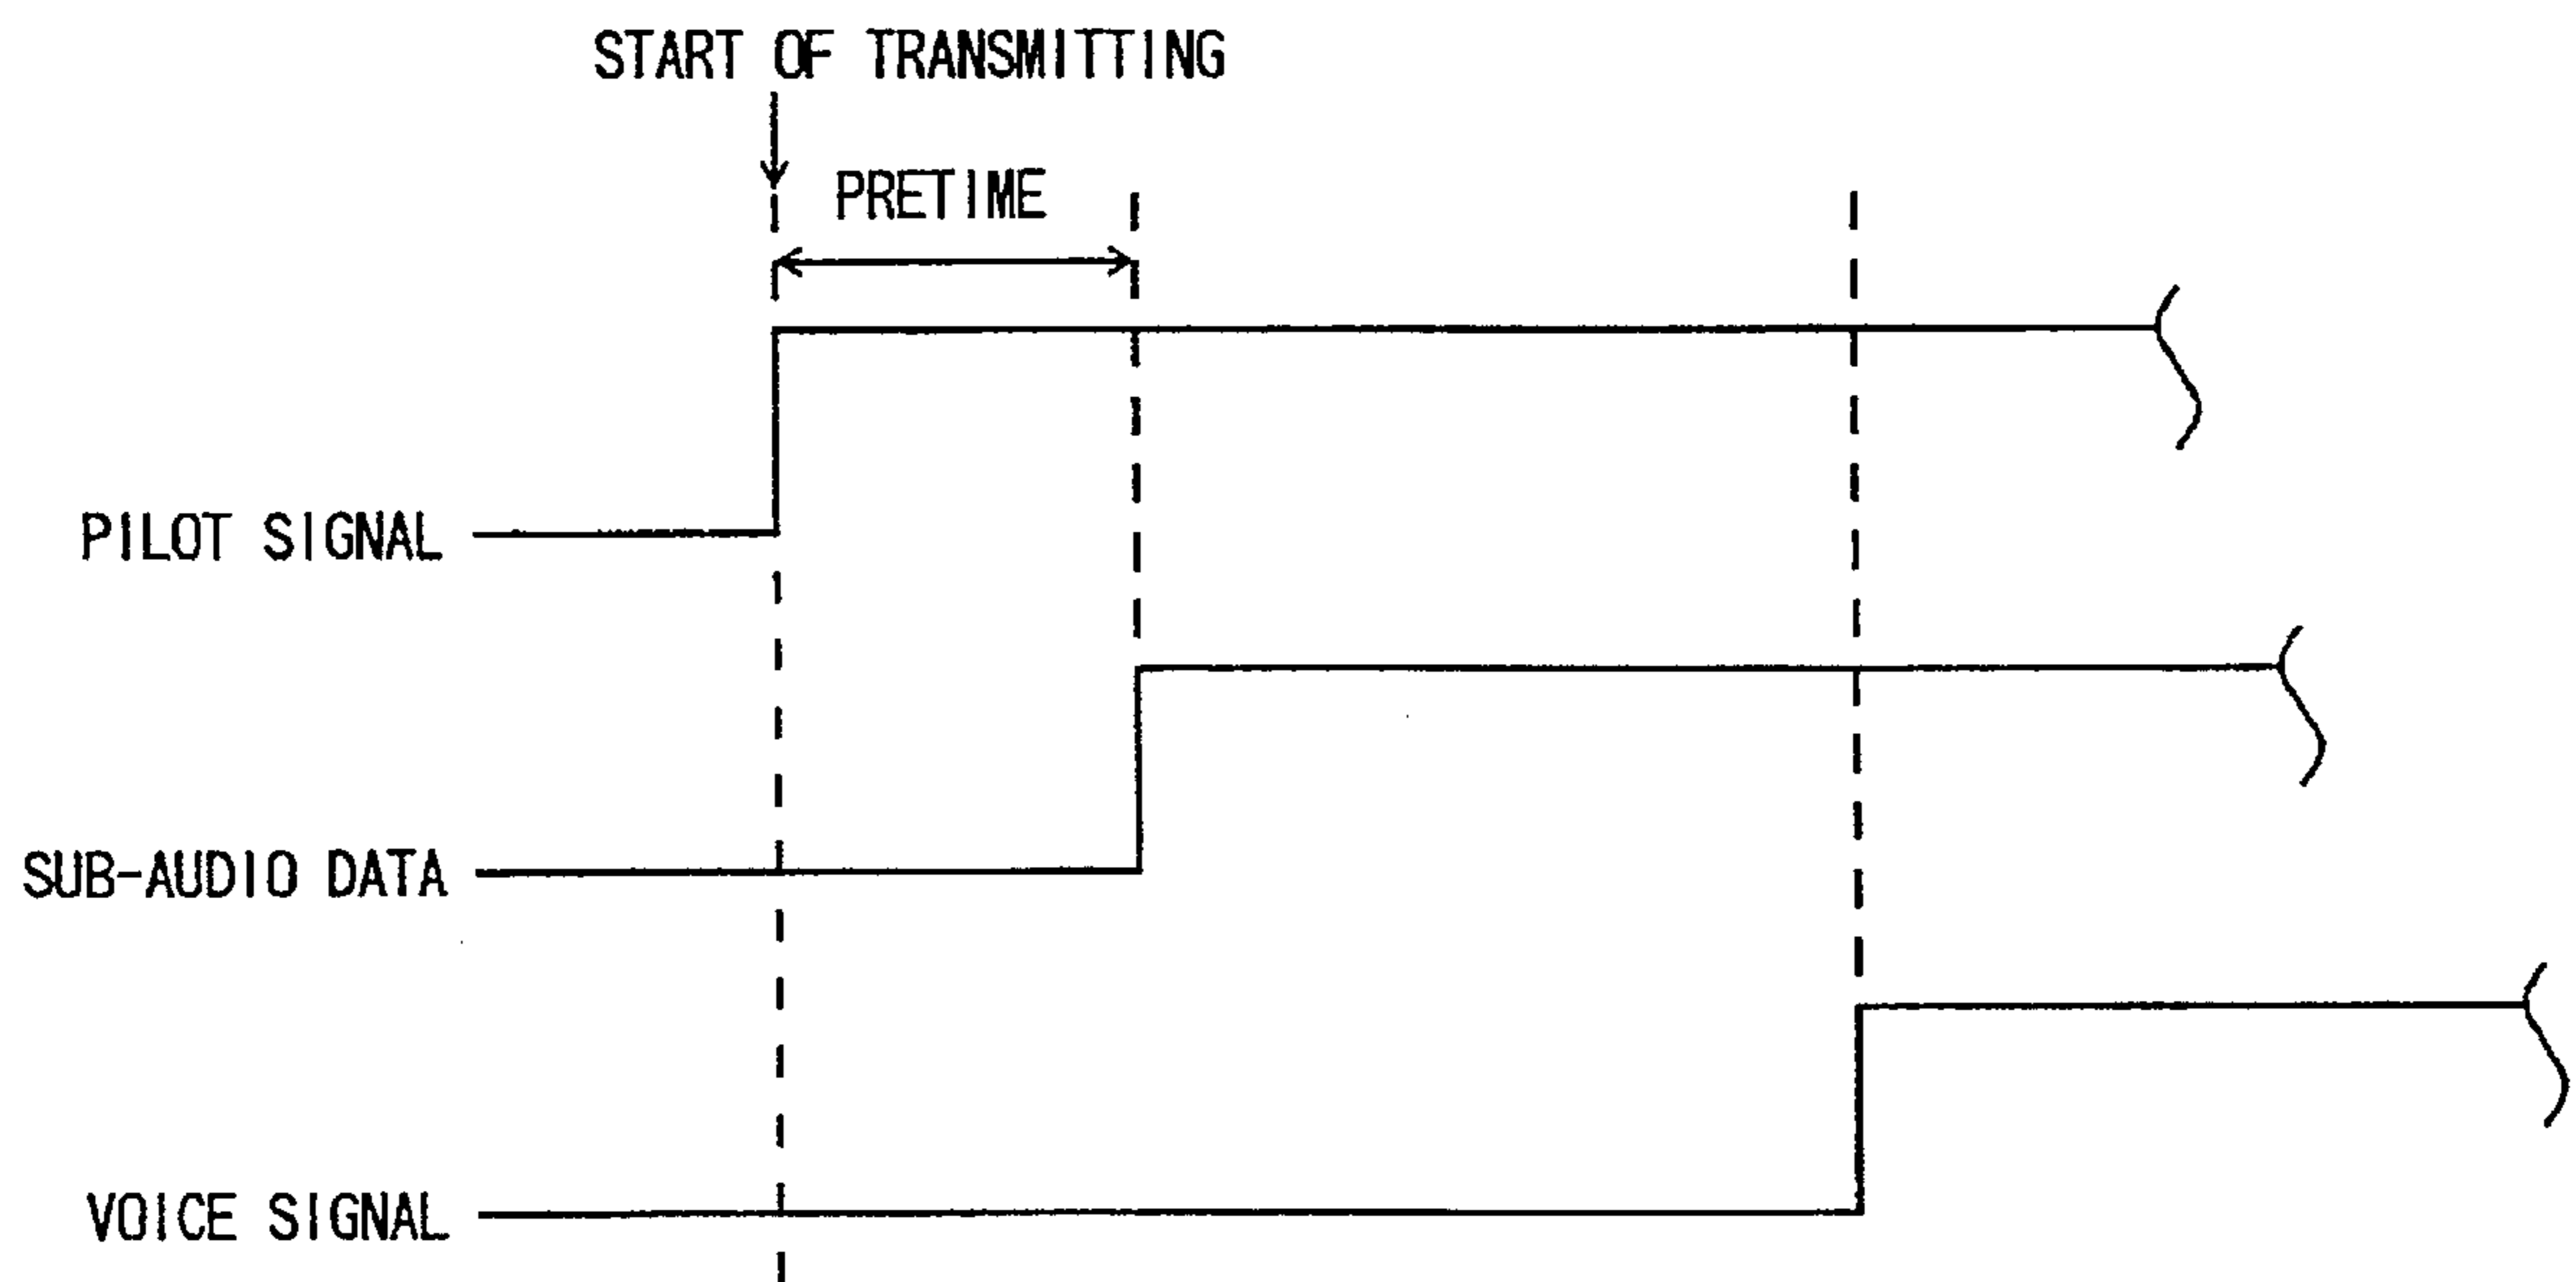 START OF TRANSMITTING
PRETIME
PILOT SIGNAL
SUB-AUDIO DATA
VOICE SIGNAL